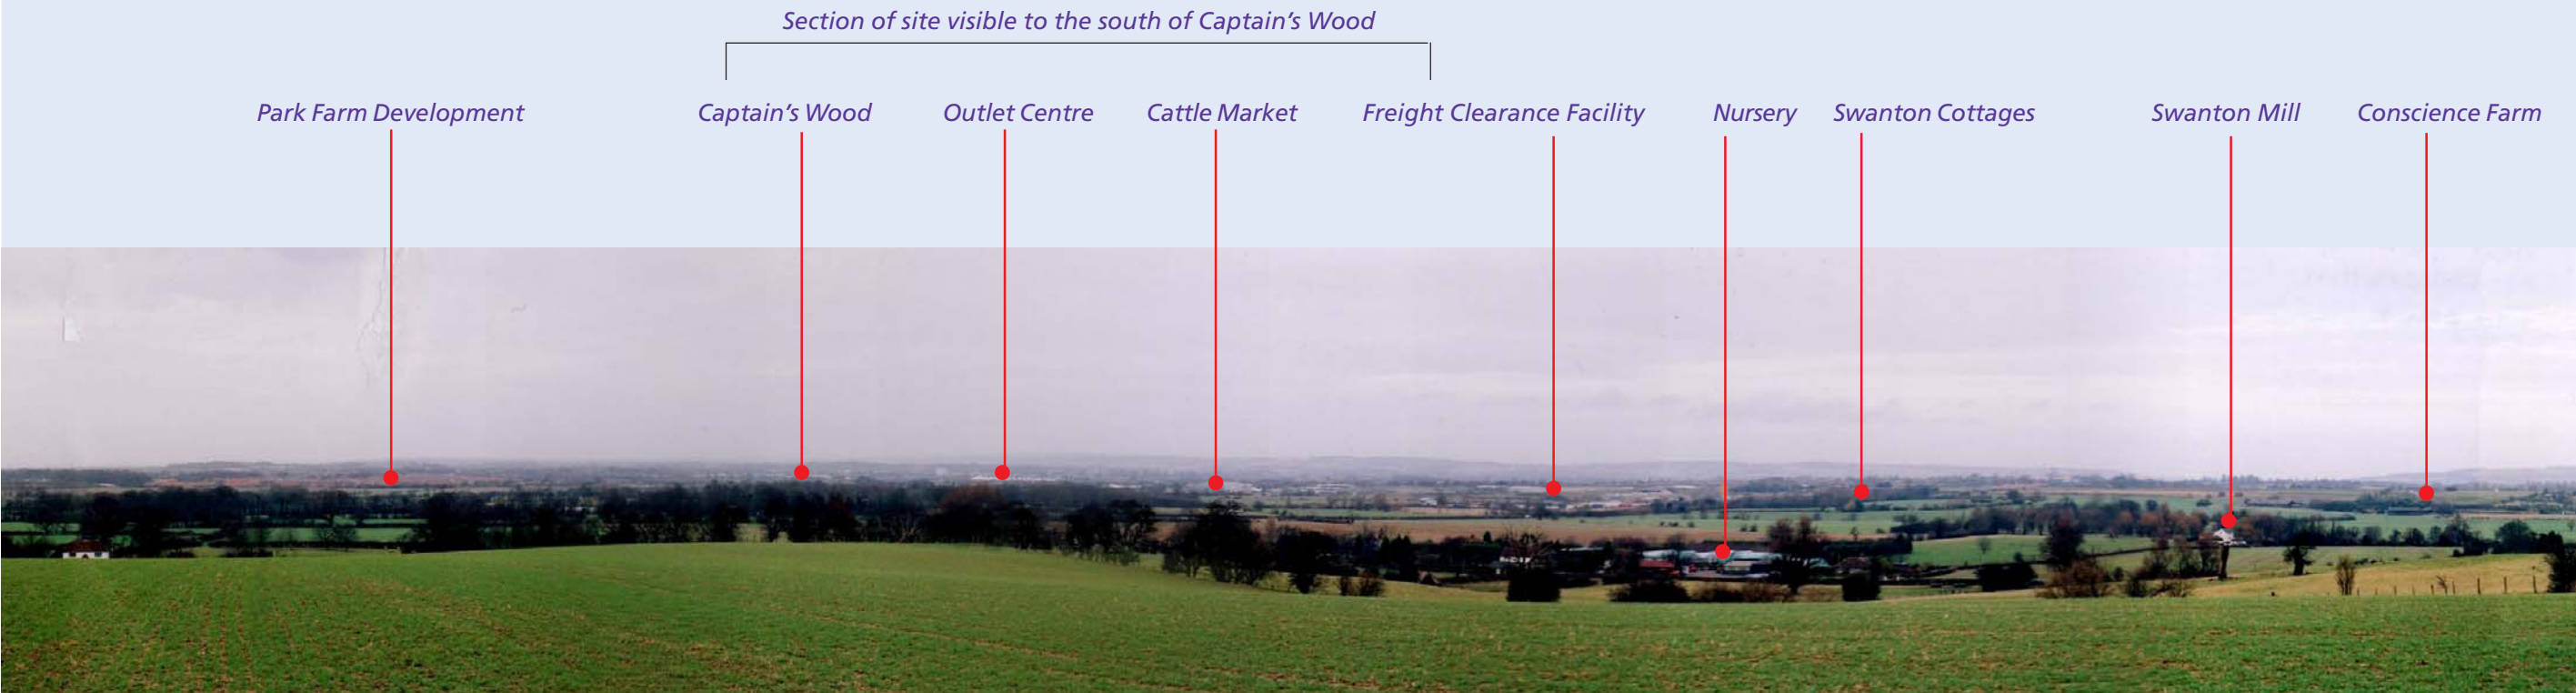 Section of site visible to the south of Captain’s Wood
Park Farm Development
Captain’s Wood
Outlet Centre
Cattle Market
Freight Clearance Facility
Nursery
Swanton Cottages
Swanton Mill
Conscience Farm